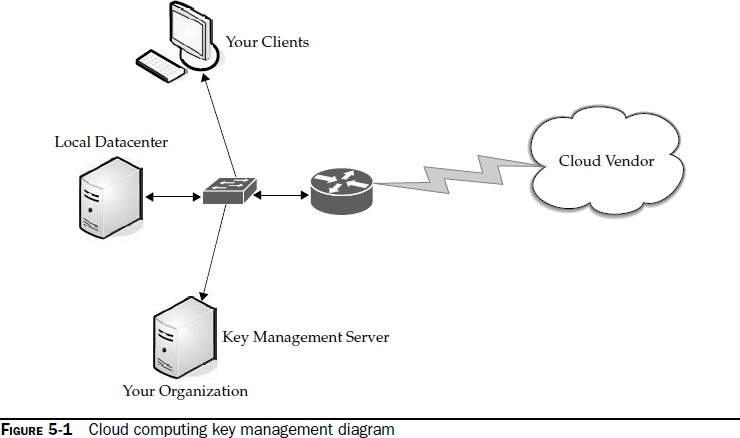 Your Clients
Local Datacenter
Cloud Vendor
Key Management Server
Your Organization
FIGURE 5-1 Cloud computing key management diagram